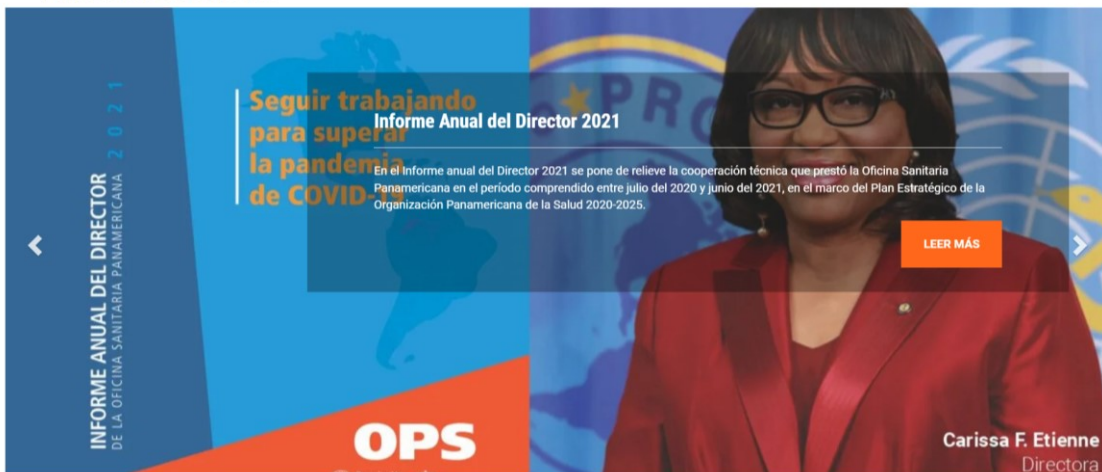 INFORME ANUAL DEL DIRECTOR
DE LA OFICINA SANITARIA PANAMERICANA 2021
Seguir trabajando
para superar
la pandemia
de COVID-19
Informe Anual del Director 2021
En el Informe anual del Director 2021 se pone de relieve la cooperación técnica que prestó la Oficina Sanitaria
Panamericana en el período comprendido entre julio del 2020 y junio del 2021, en el marco del Plan Estratégico de la
Organización Panamericana de la Salud 2020-2025.
LEER MÁS
PRO
OPS
Carissa F. Etienne
Directora